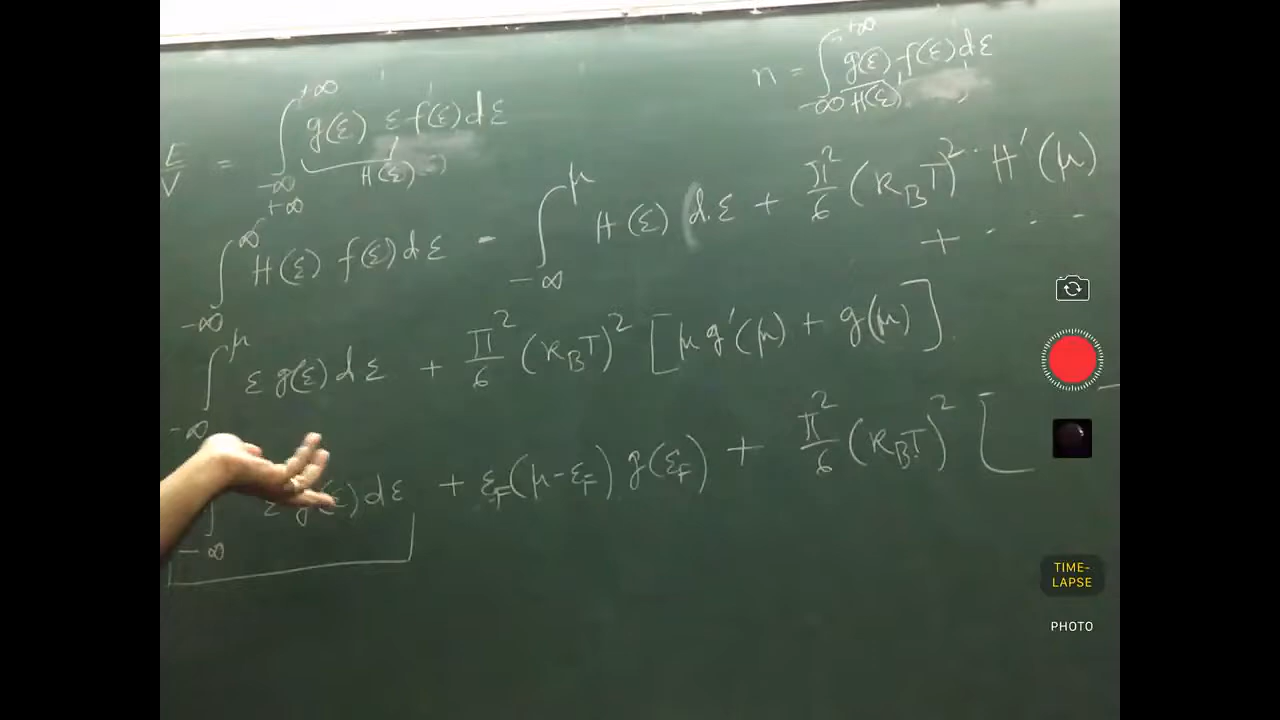 n = ∫_{-∞}^{+∞} g(ε) f(ε) dε
H(ε)
E/V = ∫_{-∞}^{+∞} g(ε) ε f(ε) dε
H(ε)
∫_{-∞}^{+∞} H(ε) f(ε) dε - ∫_{-∞}^{μ} H(ε) dε + π²/6 (K_B T)² · H'(μ)
+ · · · ·
∫_{-∞}^{μ} ε g(ε) dε + π²/6 (K_B T)² [μ g'(μ) + g(μ)]
∫_{-∞} ε g(ε) dε + ε_F (μ - ε_F) g(ε_F) + π²/6 (K_B T)² [
TIME-
LAPSE
PHOTO